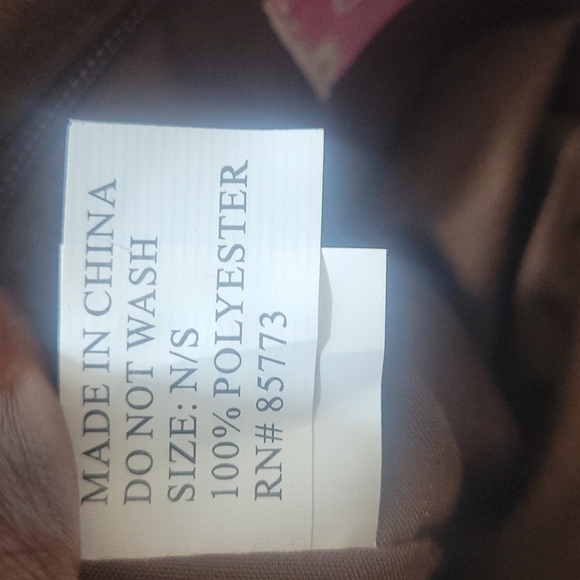 MADE IN CHINA
DO NOT WASH
SIZE: N/S
100% POLYESTER
RN# 85773